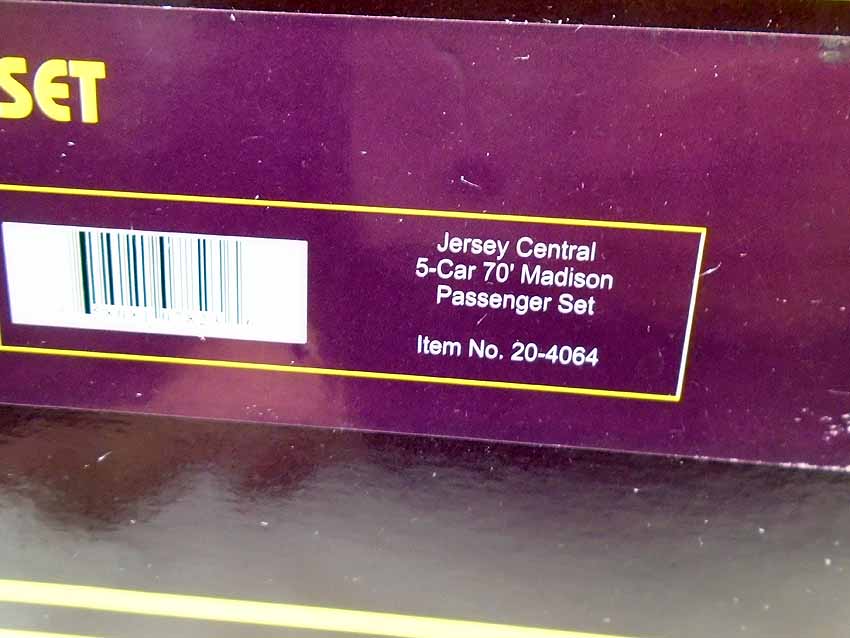 SET
Jersey Central
5-Car 70' Madison
Passenger Set
Item No. 20-4064